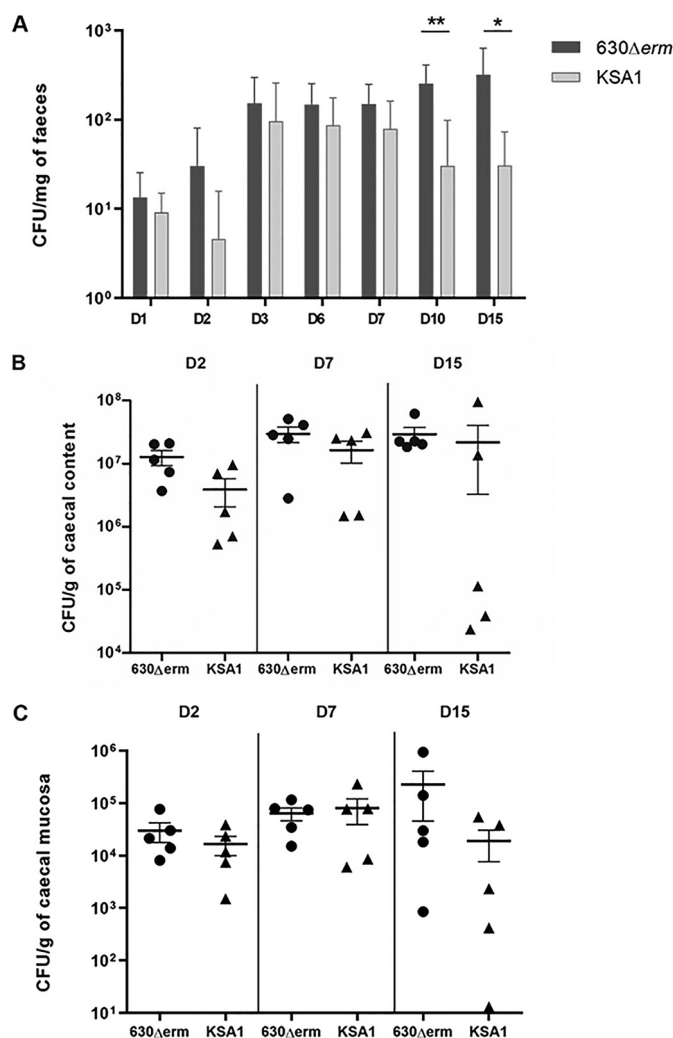 A
CFU/mg of faeces
10³
10²
10¹
10⁰
**
*
630Δerm
KSA1
D1 D2 D3 D6 D7 D10 D15
B
D2 D7 D15
CFU/g of caecal content
10⁸
10⁷
10⁶
10⁵
10⁴
630Δerm KSA1 630Δerm KSA1 630Δerm KSA1
C
D2 D7 D15
CFU/g of caecal mucosa
10⁶
10⁵
10⁴
10³
10²
10¹
630Δerm KSA1 630Δerm KSA1 630Δerm KSA1